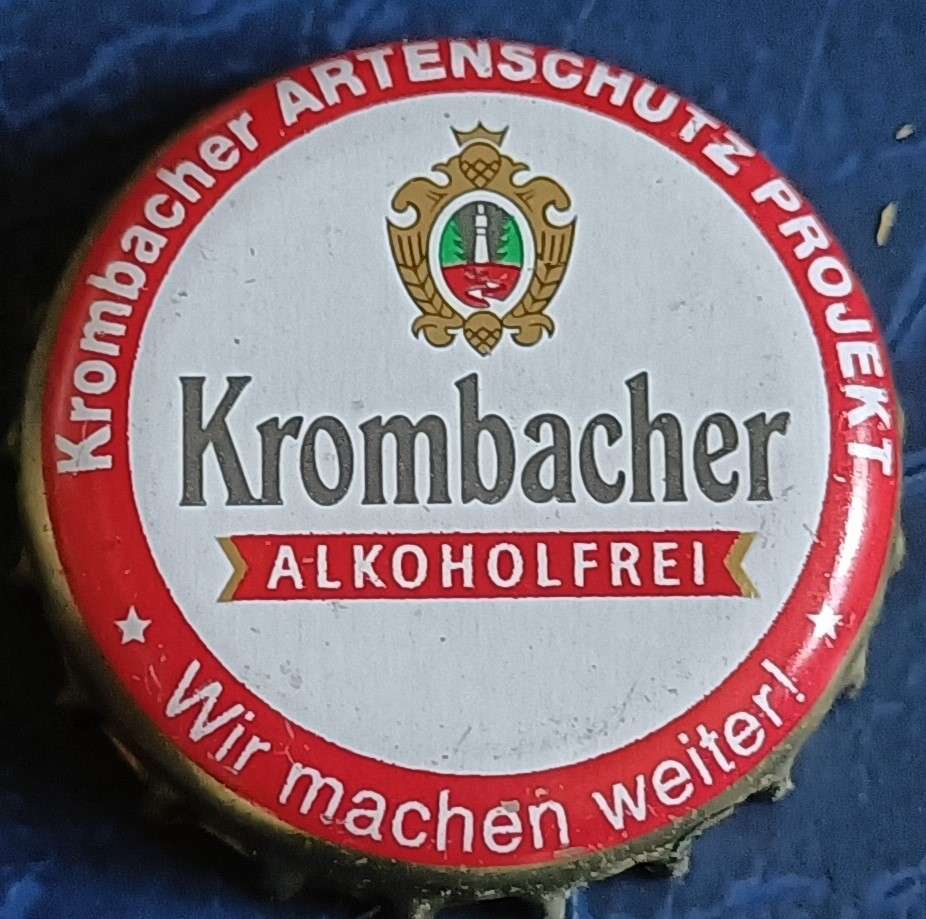 Krombacher ARTENSCHUTZ PROJEKT
Krombacher
ALKOHOLFREI
Wir machen weiter!